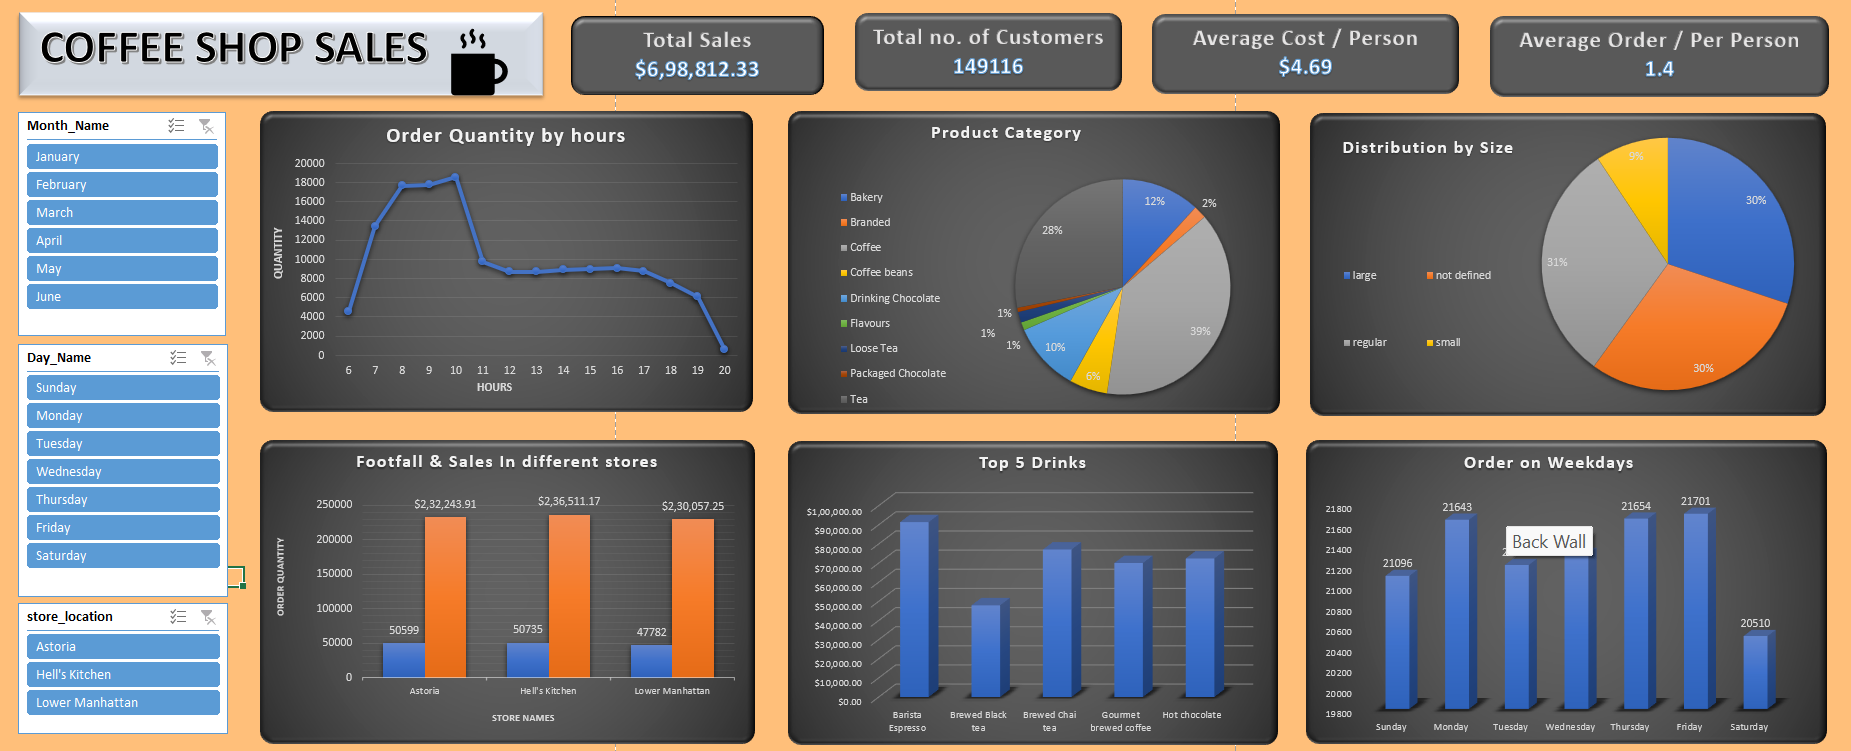 COFFEE SHOP SALES
Total Sales
$6,98,812.33
Total no. of Customers
149116
Average Cost / Person
$4.69
Average Order / Per Person
1.4
Month_Name
January
February
March
April
May
June
Day_Name
Sunday
Monday
Tuesday
Wednesday
Thursday
Friday
Saturday
store_location
Astoria
Hell's Kitchen
Lower Manhattan
Order Quantity by hours
QUANTITY
20000
18000
16000
14000
12000
10000
8000
6000
4000
2000
0
6 7 8 9 10 11 12 13 14 15 16 17 18 19 20
HOURS
Product Category
Bakery
Branded
Coffee
Coffee beans
Drinking Chocolate
Flavours
Loose Tea
Packaged Chocolate
Tea
12%
2%
39%
6%
10%
1%
1%
1%
28%
Distribution by Size
large
not defined
regular
small
30%
30%
31%
9%
Footfall & Sales In different stores
ORDER QUANTITY
250000
200000
150000
100000
50000
0
50599
$2,32,243.91
50735
$2,36,511.17
47782
$2,30,057.25
Astoria
Hell's Kitchen
Lower Manhattan
STORE NAMES
Top 5 Drinks
$1,00,000.00
$90,000.00
$80,000.00
$70,000.00
$60,000.00
$50,000.00
$40,000.00
$30,000.00
$20,000.00
$10,000.00
$0.00
Barista
Espresso
Brewed Black
tea
Brewed Chai
tea
Gourmet
brewed coffee
Hot chocolate
Order on Weekdays
21800
21600
21400
21200
21000
20800
20600
20400
20200
20000
19800
21096
21643
Back Wall
21654
21701
20510
Sunday
Monday
Tuesday
Wednesday
Thursday
Friday
Saturday